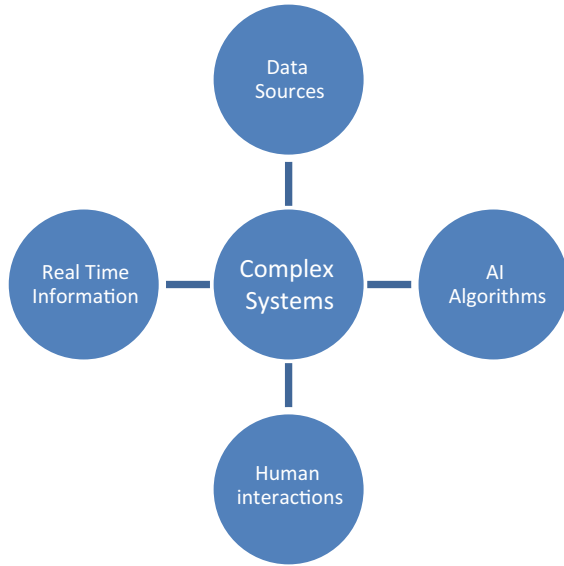 Data
Sources
Real Time
Information
Complex
Systems
AI
Algorithms
Human
interactions